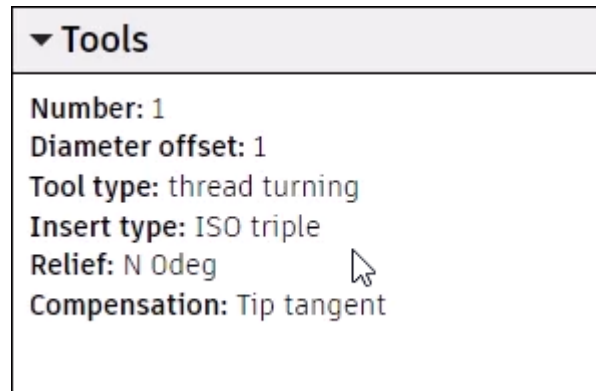 Tools
Number: 1
Diameter offset: 1
Tool type: thread turning
Insert type: ISO triple
Relief: N 0deg
Compensation: Tip tangent